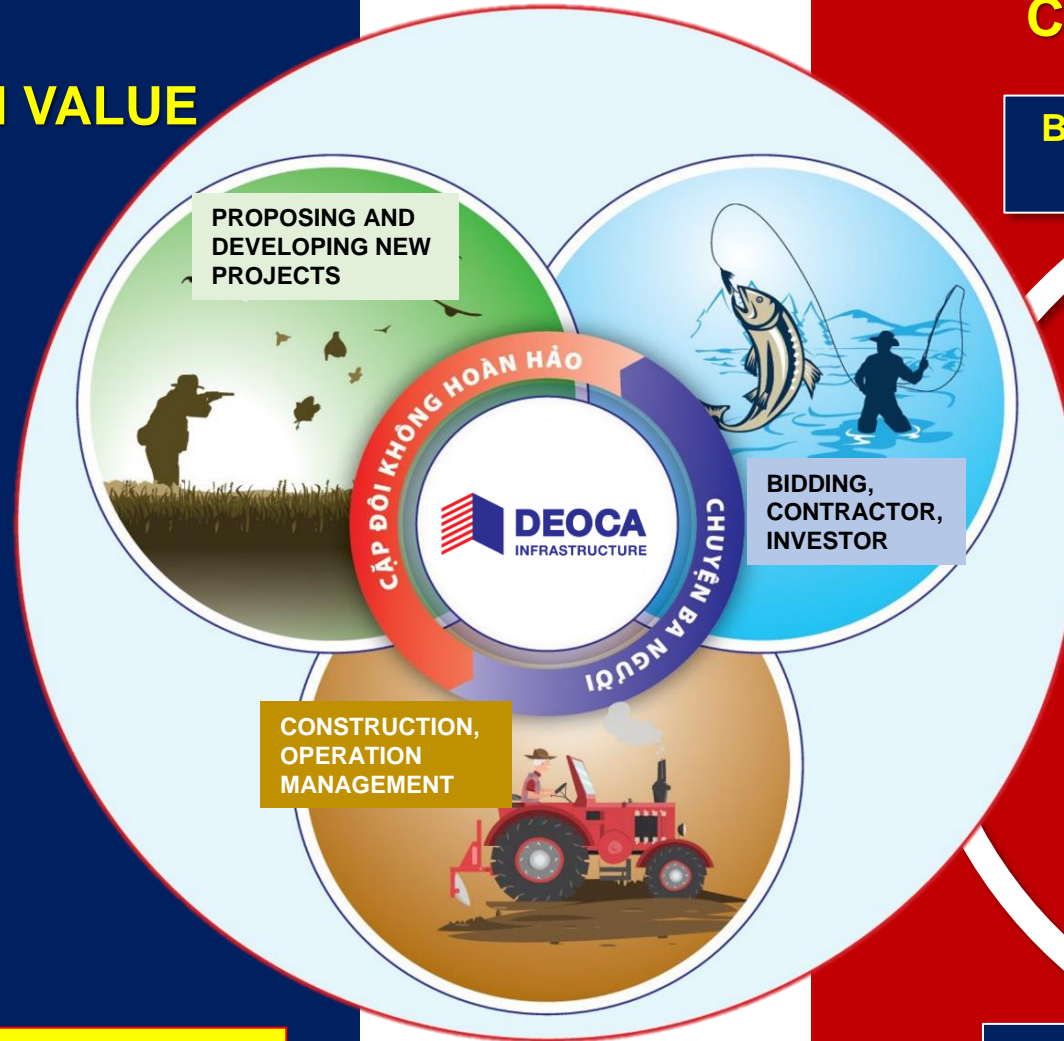 VALUE
C
B
PROPOSING AND
DEVELOPING NEW
PROJECTS
CẶP ĐÔI KHÔNG HOÀN HẢO
CHUYỆN BA NGƯỜI
DEOCA
INFRASTRUCTURE
BIDDING,
CONTRACTOR,
INVESTOR
CONSTRUCTION,
OPERATION
MANAGEMENT